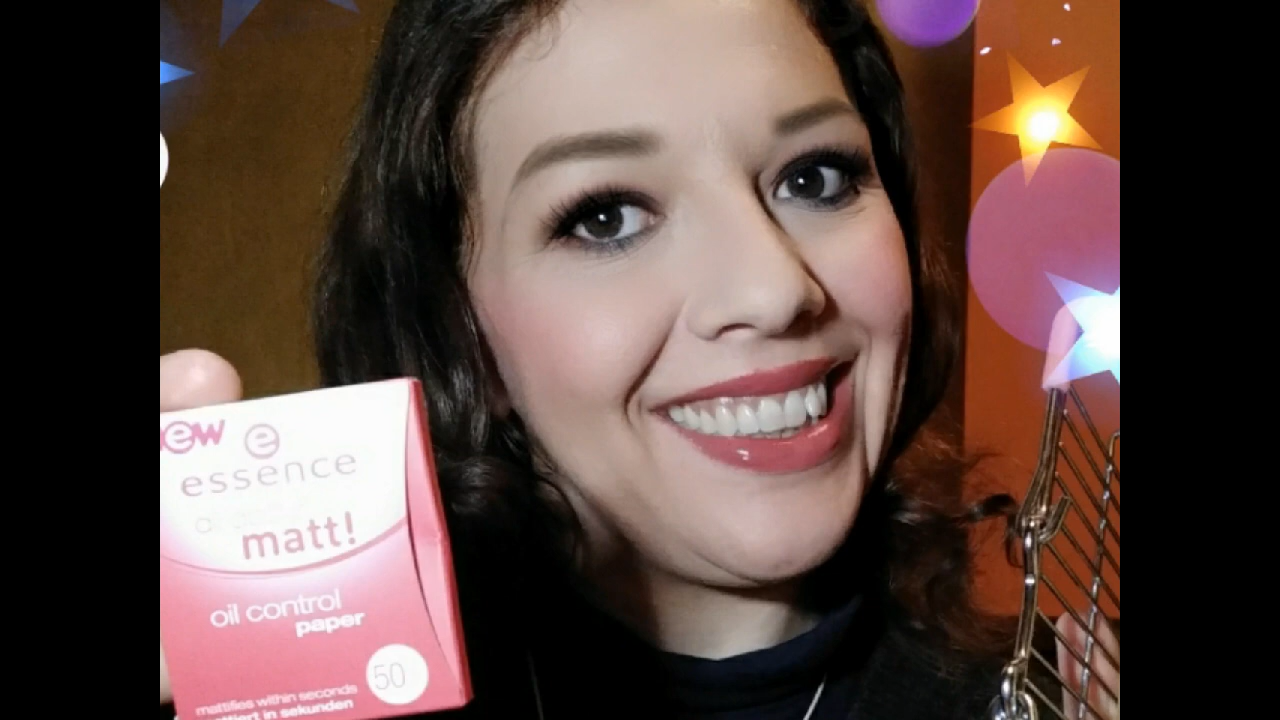 ew e
essence
matt!
oil control
paper
50
mattifies within seconds
mattiert in sekunden